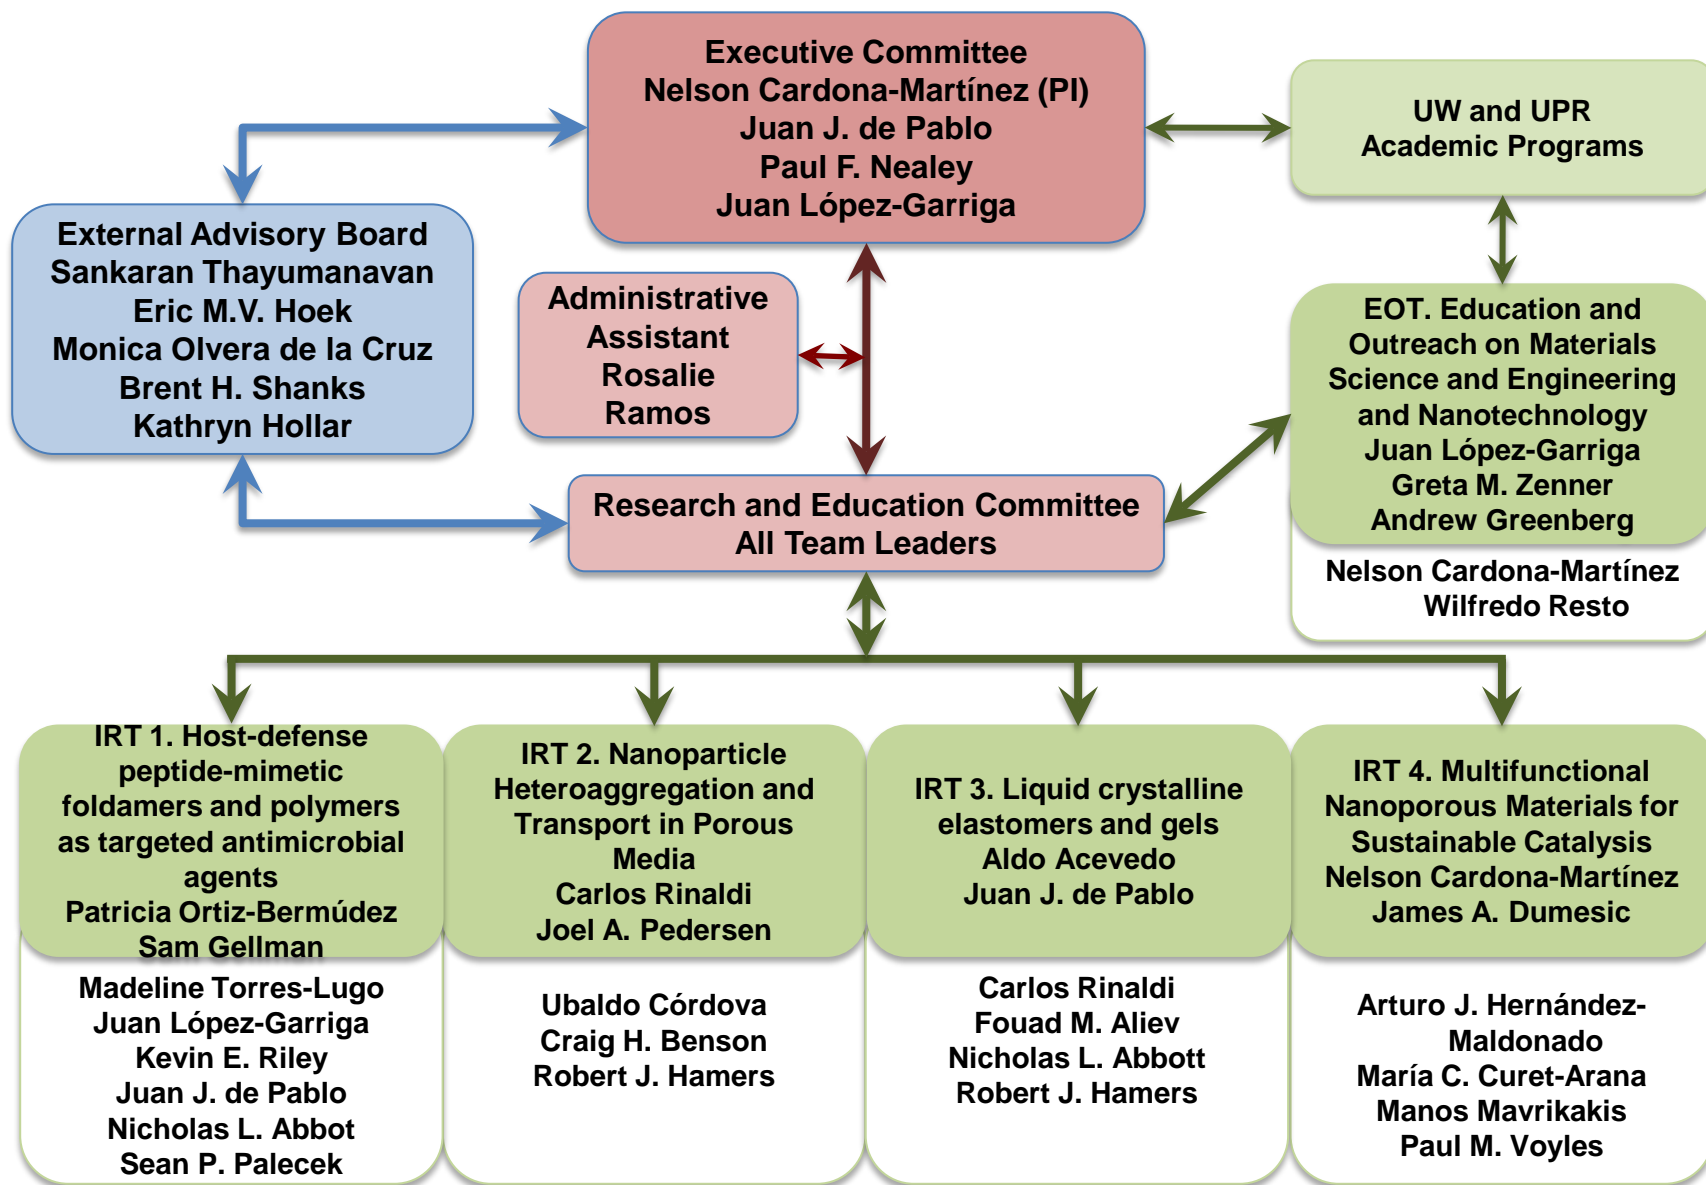 Executive Committee
Nelson Cardona-Martínez (PI)
Juan J. de Pablo
Paul F. Nealey
Juan López-Garriga
UW and UPR
Academic Programs
External Advisory Board
Sankaran Thayumanavan
Eric M.V. Hoek
Monica Olvera de la Cruz
Brent H. Shanks
Kathryn Hollar
Administrative
Assistant
Rosalie
Ramos
EOT. Education and
Outreach on Materials
Science and Engineering
and Nanotechnology
Juan López-Garriga
Greta M. Zenner
Andrew Greenberg
Nelson Cardona-Martínez
Wilfredo Resto
Research and Education Committee
All Team Leaders
IRT 1. Host-defense
peptide-mimetic
foldamers and polymers
as targeted antimicrobial
agents
Patricia Ortiz-Bermúdez
Sam Gellman
Madeline Torres-Lugo
Juan López-Garriga
Kevin E. Riley
Juan J. de Pablo
Nicholas L. Abbot
Sean P. Palecek
IRT 2. Nanoparticle
Heteroaggregation and
Transport in Porous
Media
Carlos Rinaldi
Joel A. Pedersen
Ubaldo Córdova
Craig H. Benson
Robert J. Hamers
IRT 3. Liquid crystalline
elastomers and gels
Aldo Acevedo
Juan J. de Pablo
Carlos Rinaldi
Fouad M. Aliev
Nicholas L. Abbott
Robert J. Hamers
IRT 4. Multifunctional
Nanoporous Materials for
Sustainable Catalysis
Nelson Cardona-Martínez
James A. Dumesic
Arturo J. Hernández-
Maldonado
María C. Curet-Arana
Manos Mavrikakis
Paul M. Voyles